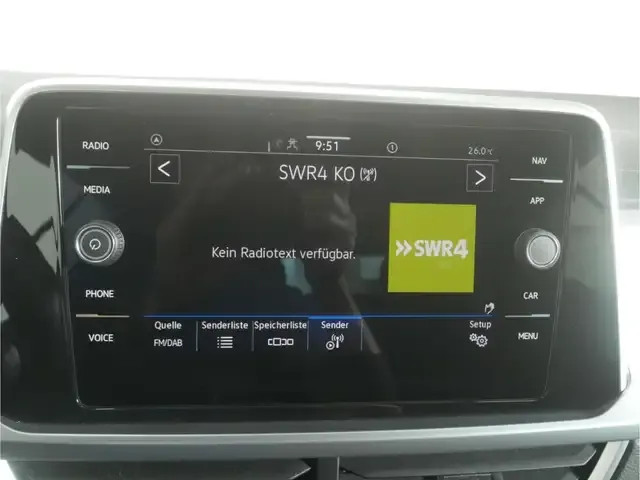 RADIO
MEDIA
PHONE
VOICE
9:51
26.0°C
SWR4 KO
Kein Radiotext verfügbar.
SWR4
Quelle
FM/DAB
Senderliste
Speicherliste
Sender
Setup
NAV
APP
CAR
MENU